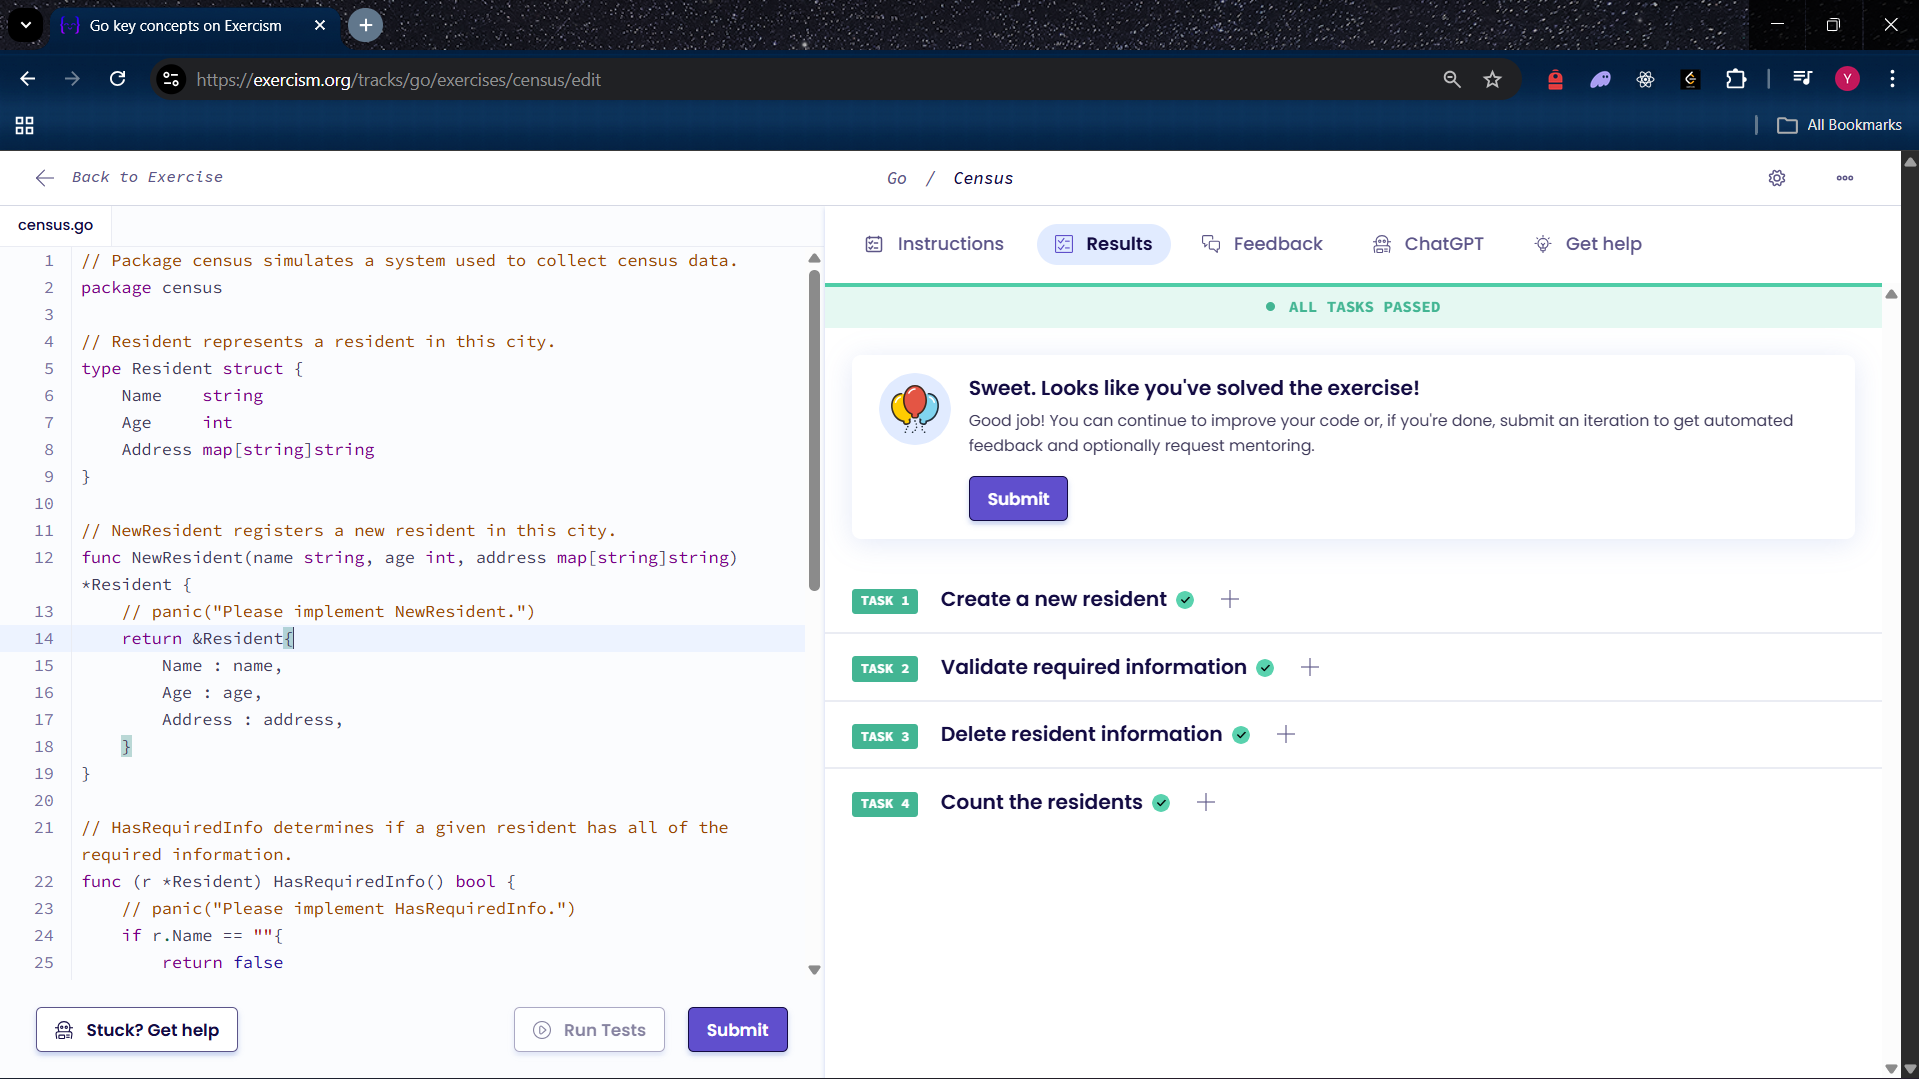 Go key concepts on Exercism
https://exercism.org/tracks/go/exercises/census/edit
Y
All Bookmarks
Back to Exercise
Go / Census
census.go
Instructions
Results
Feedback
ChatGPT
Get help
1 // Package census simulates a system used to collect census data.
2 package census
3
4 // Resident represents a resident in this city.
5 type Resident struct {
6 Name string
7 Age int
8 Address map[string]string
9 }
10
11 // NewResident registers a new resident in this city.
12 func NewResident(name string, age int, address map[string]string)
*Resident {
13 // panic("Please implement NewResident.")
14 return &Resident{
15 Name : name,
16 Age : age,
17 Address : address,
18 }
19 }
20
21 // HasRequiredInfo determines if a given resident has all of the
required information.
22 func (r *Resident) HasRequiredInfo() bool {
23 // panic("Please implement HasRequiredInfo.")
24 if r.Name == ""{
25 return false
Stuck? Get help
Run Tests
Submit
ALL TASKS PASSED
Sweet. Looks like you've solved the exercise!
Good job! You can continue to improve your code or, if you're done, submit an iteration to get automated
feedback and optionally request mentoring.
Submit
TASK 1 Create a new resident
TASK 2 Validate required information
TASK 3 Delete resident information
TASK 4 Count the residents